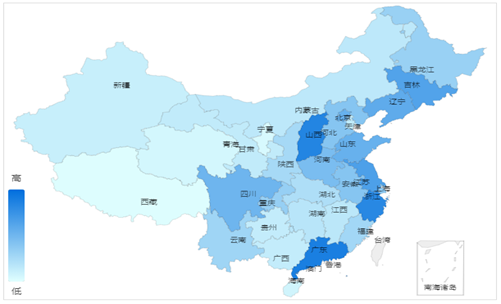 黑龙江
吉林
新疆
辽宁
内蒙古
北京
天津
宁夏
山西
河北
青海
甘肃
山东
陕西
河南
高
江苏
安徽
上海
四川
湖北
浙江
重庆
西藏
湖南
江西
贵州
福建
云南
台湾
广东
广西
香港
澳门
海南
南海诸岛
低